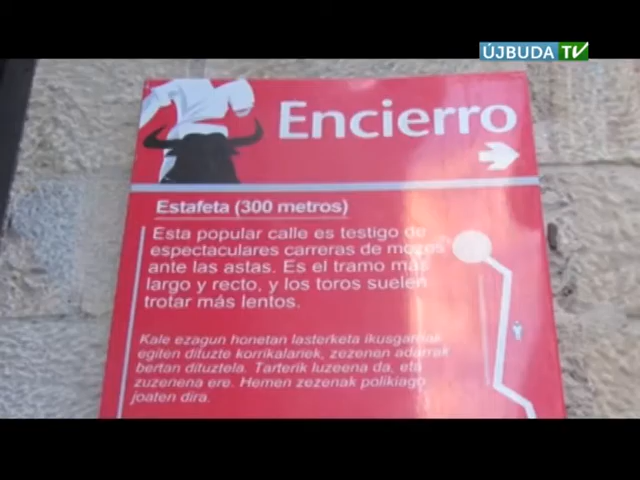 ÚJBUDA TV
Encierro
Estafeta (300 metros)
Esta popular calle es testigo de
espectaculares carreras de mozos
ante las astas. Es el tramo más
largo y recto, y los toros suelen
trotar más lentos.
Kale ezagun honetan lasterketa ikusgarriak
egiten dituzte korrikalariek, zezenen adarrak
bertan dituztela. Tarterik luzeena da, eta
zuzenena ere. Hemen zezenak polikiago
joaten dira.